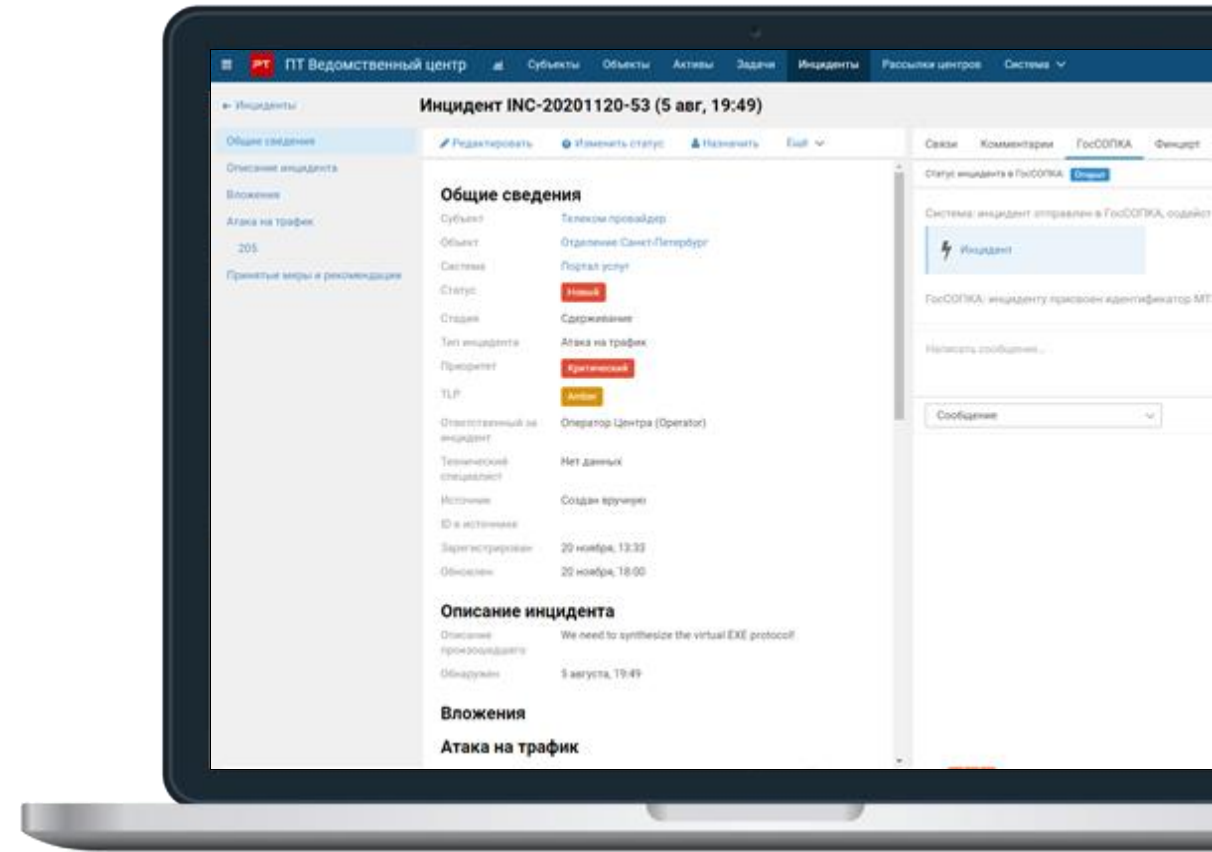 PT ПТ Ведомственный центр Субъекты Объекты Активы Задачи Инциденты Рассылки центров Система
← Инциденты
Инцидент INC-20201120-53 (5 авг, 19:49)
Общие сведения
Описание инцидента
Вложения
Атака на трафик
205
Принятые меры и рекомендации
Редактировать Изменить статус Назначить Ещё
Общие сведения
Субъект Телеком провайдер
Объект Отделение Санкт-Петербург
Система Портал услуг
Статус Новый
Стадия Сдерживание
Тип инцидента Атака на трафик
Приоритет Критический
TLP Amber
Ответственный за Оператор Центра (Operator)
инцидент
Технический Нет данных
специалист
Источник Создан вручную
ID в источнике
Зарегистрирован 20 ноября, 13:33
Обновлен 20 ноября, 18:00
Описание инцидента
Описание We need to synthesize the virtual EXE protocol!
произошедшего
Обнаружен 5 августа, 19:49
Вложения
Атака на трафик
Связи Комментарии ГосСОПКА Финцерт
Статус инцидента в ГосСОПКА: Открыт
Система: инцидент отправлен в ГосСОПКА, содейст
Инцидент
ГосСОПКА: инциденту присвоен идентификатор МТ
Написать сообщение...
Сообщение